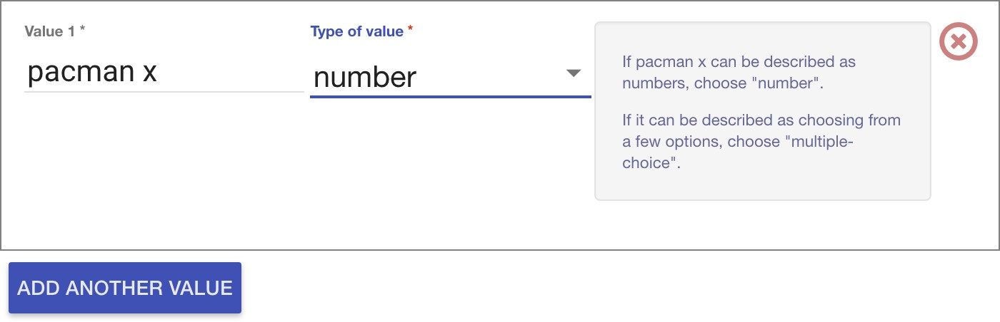 Value 1 *
pacman x
Type of value *
number
If pacman x can be described as
numbers, choose "number".
If it can be described as choosing from
a few options, choose "multiple-
choice".
ADD ANOTHER VALUE